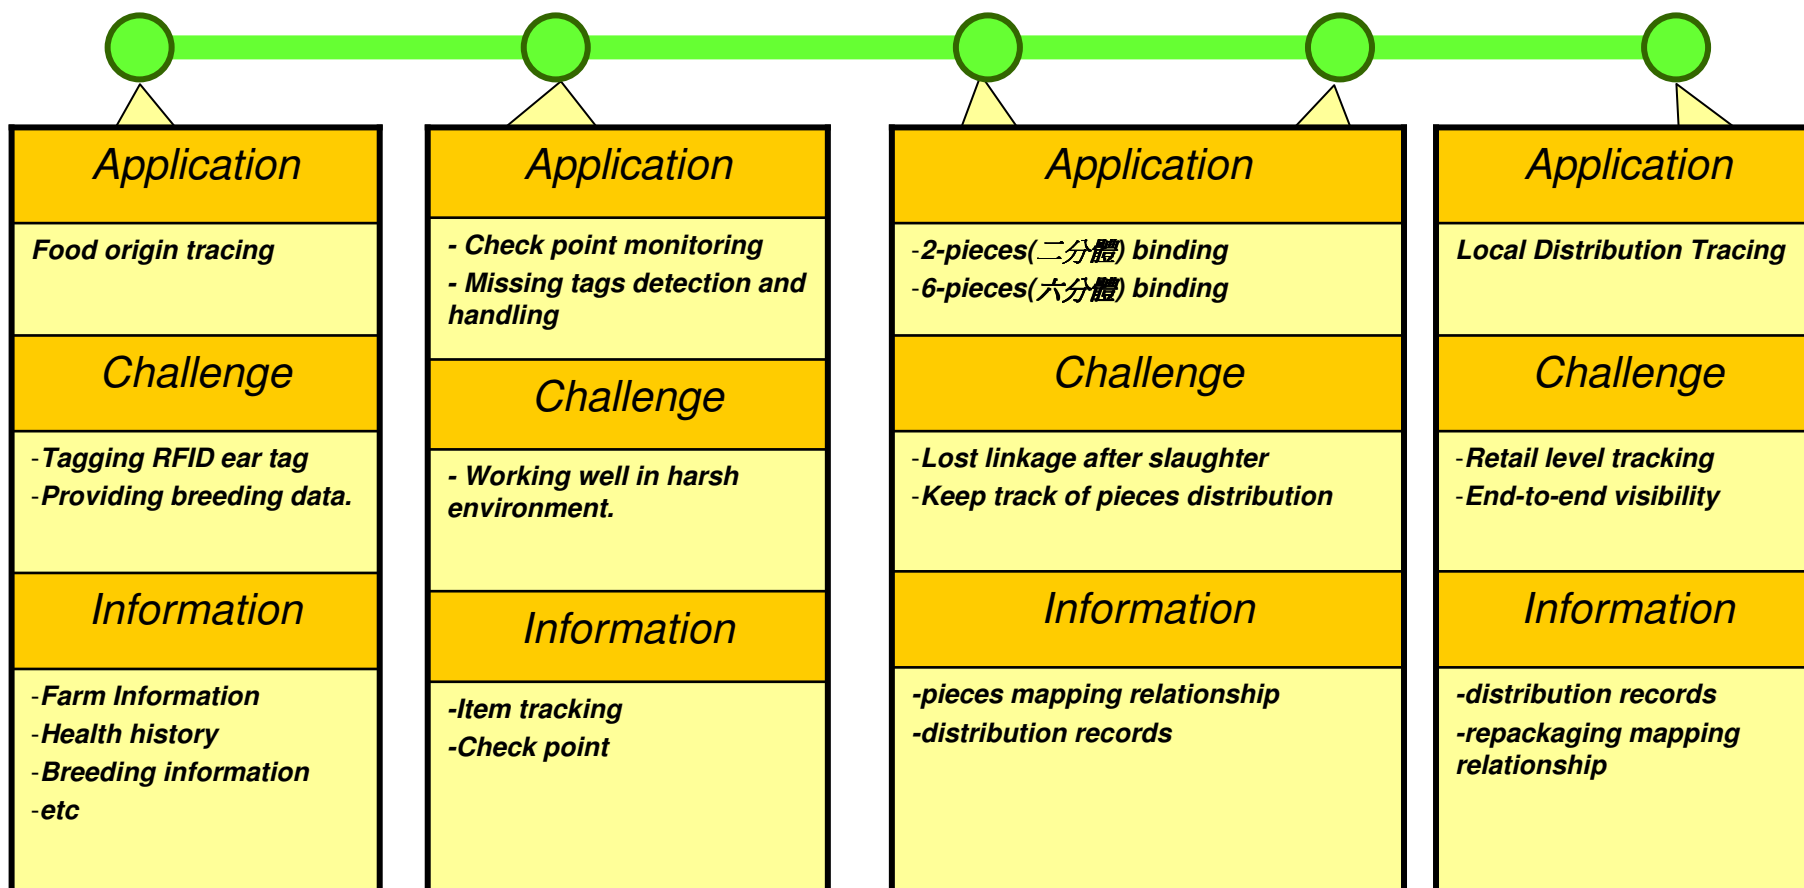 Application
Food origin tracing
Challenge
-Tagging RFID ear tag
-Providing breeding data.
Information
-Farm Information
-Health history
-Breeding information
-etc
Application
- Check point monitoring
- Missing tags detection and
handling
Challenge
- Working well in harsh
environment.
Information
-Item tracking
-Check point
Application
-2-pieces(二分體) binding
-6-pieces(六分體) binding
Challenge
-Lost linkage after slaughter
-Keep track of pieces distribution
Information
-pieces mapping relationship
-distribution records
Application
Local Distribution Tracing
Challenge
-Retail level tracking
-End-to-end visibility
Information
-distribution records
-repackaging mapping
relationship